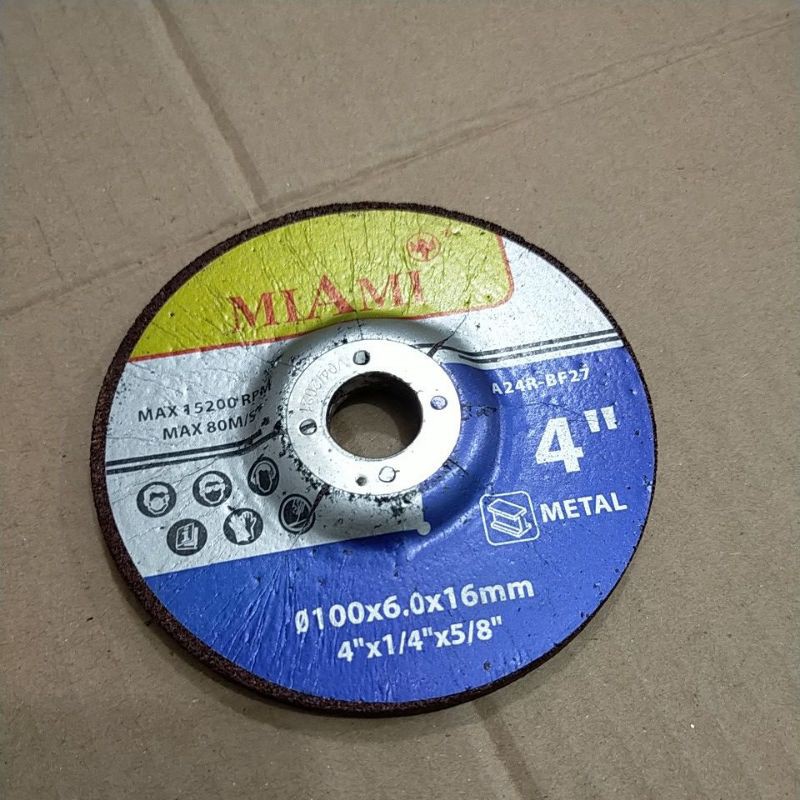 MIAMI
MAX 15200 RPM
MAX 80M/S
A24R-BF27
4"
METAL
Ø100x6.0x16mm
4"x1/4"x5/8"